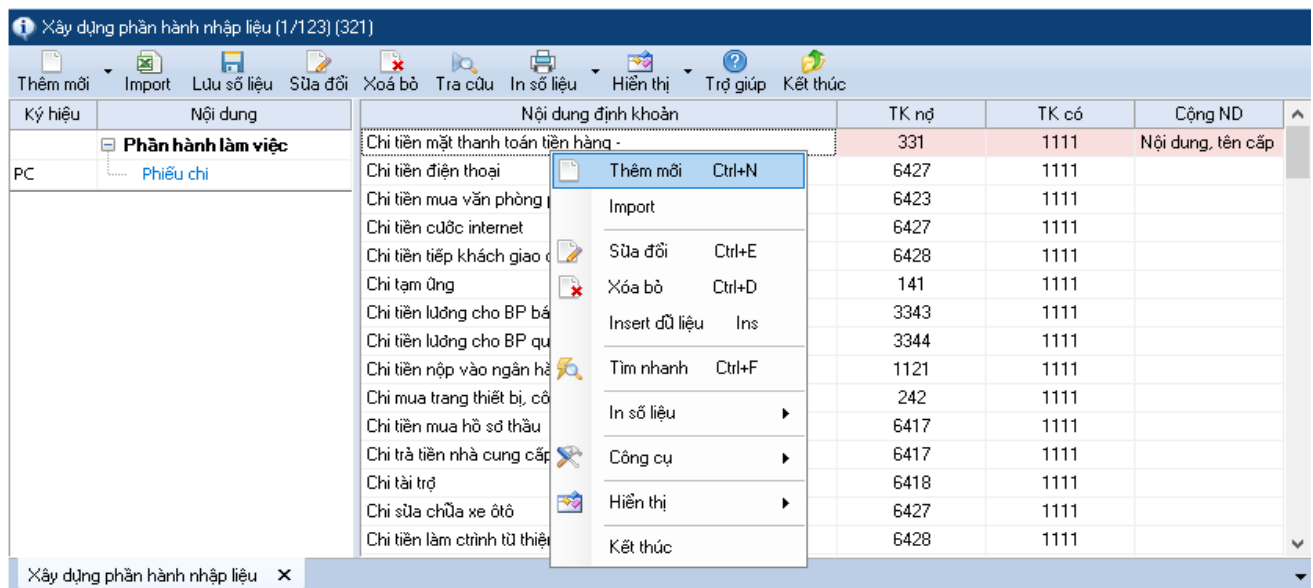 Xây dựng phần hành nhập liệu (1/123) (321)
Thêm mới Import Lưu số liệu Sửa đổi Xoá bỏ Tra cứu In số liệu Hiển thị Trợ giúp Kết thúc
Ký hiệu Nội dung Nội dung định khoản TK nợ TK có Cộng ND
Phần hành làm việc Chi tiền mặt thanh toán tiền hàng - 331 1111 Nội dung, tên cấp
PC Phiếu chi Chi tiền điện thoại 6427 1111
Chi tiền mua văn phòng 6423 1111
Chi tiền cước internet 6427 1111
Chi tiền tiếp khách giao 6428 1111
Chi tạm ứng 141 1111
Chi tiền lương cho BP bá 3343 1111
Chi tiền lương cho BP qu 3344 1111
Chi tiền nộp vào ngân hà 1121 1111
Chi mua trang thiết bị, cô 242 1111
Chi tiền mua hồ sơ thầu 6417 1111
Chi trả tiền nhà cung cấp 6417 1111
Chi tài trợ 6418 1111
Chi sửa chữa xe ôtô 6427 1111
Chi tiền làm ctrình từ thiệ 6428 1111
Thêm mới Ctrl+N
Import
Sửa đổi Ctrl+E
Xóa bỏ Ctrl+D
Insert dữ liệu Ins
Tìm nhanh Ctrl+F
In số liệu
Công cụ
Hiển thị
Kết thúc
Xây dựng phần hành nhập liệu